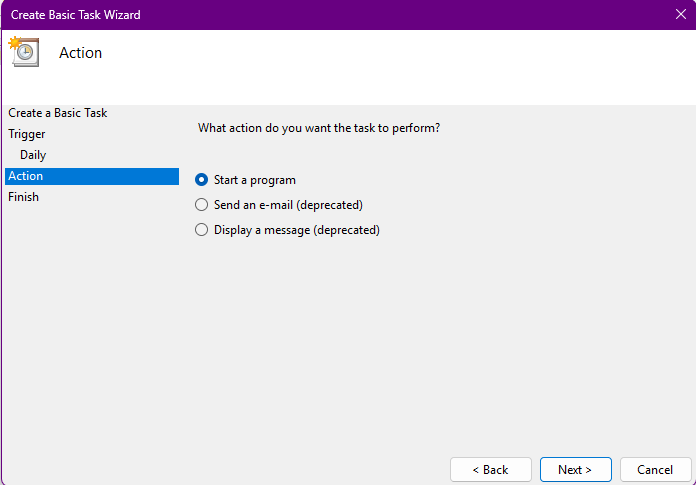 Create Basic Task Wizard
Action
Create a Basic Task
Trigger
Daily
Action
Finish
What action do you want the task to perform?
Start a program
Send an e-mail (deprecated)
Display a message (deprecated)
< Back
Next >
Cancel